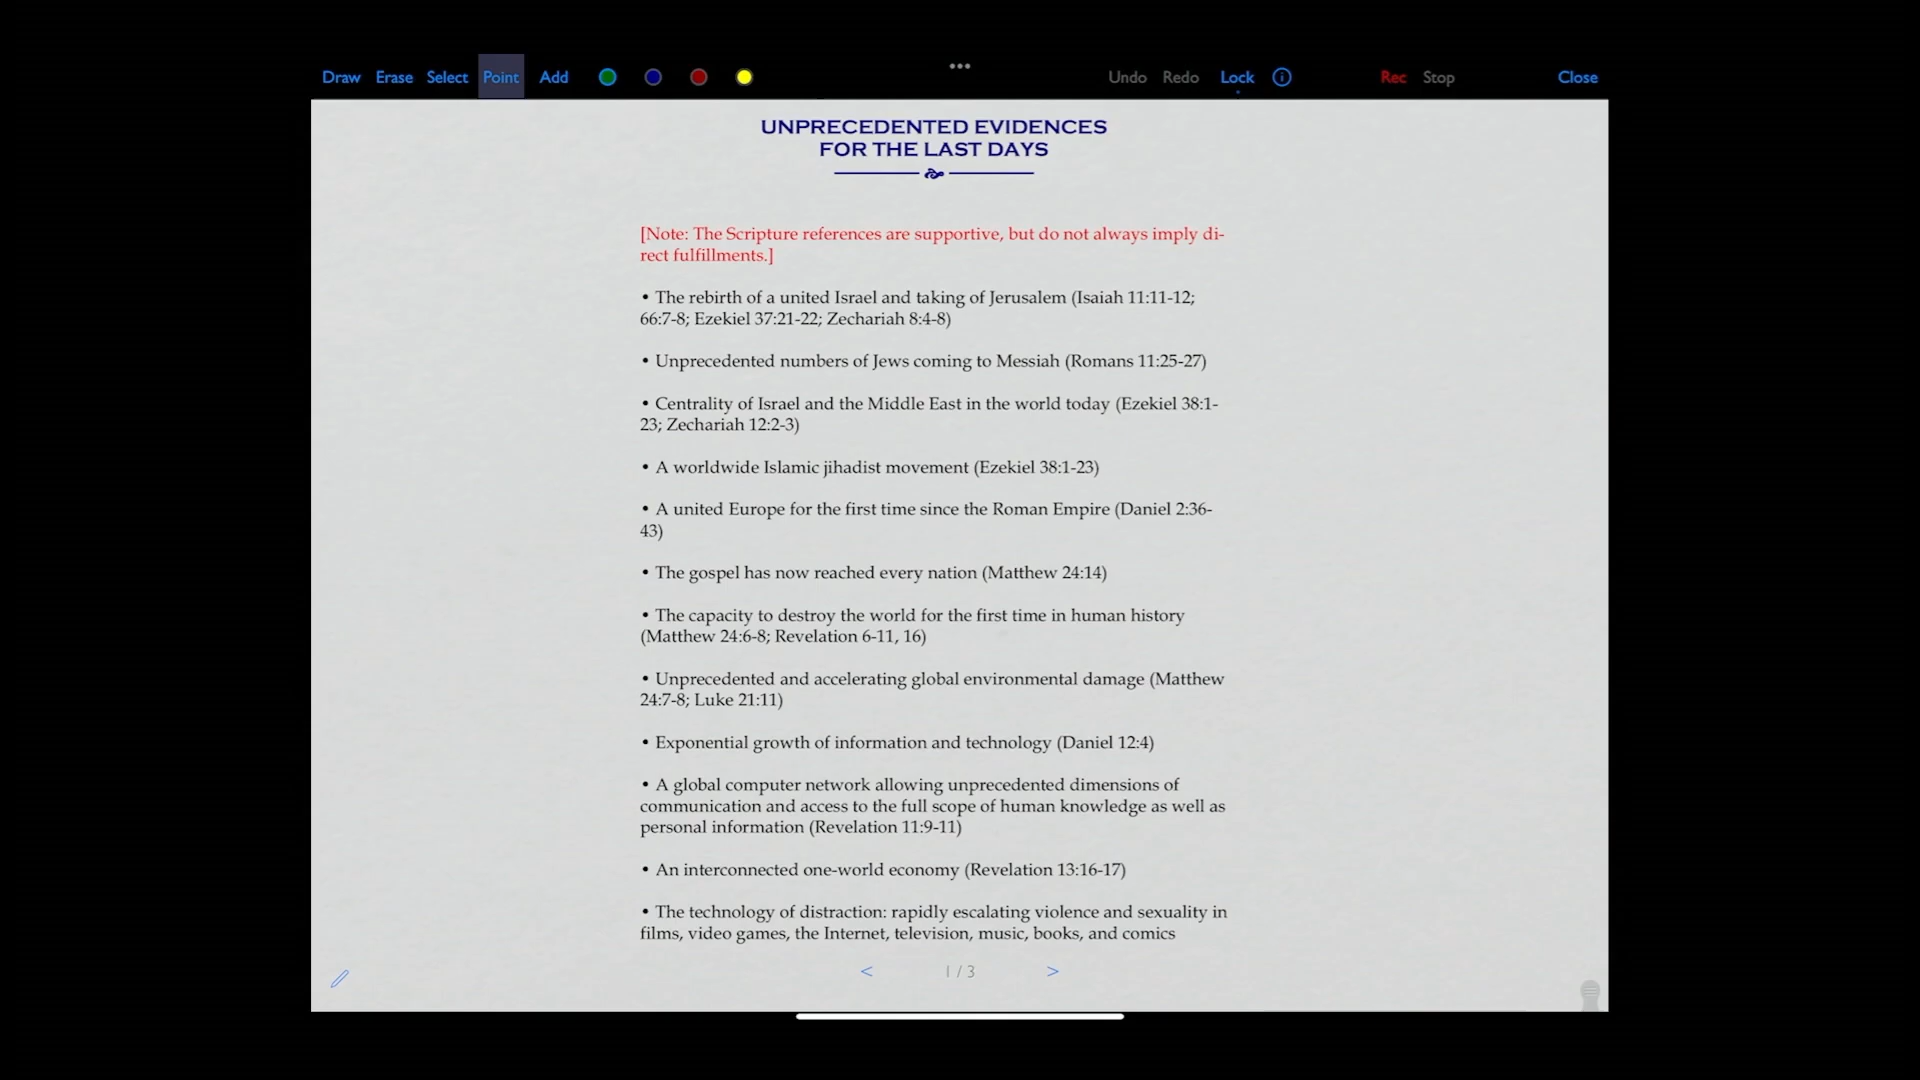 Draw Erase Select Point Add ••• Undo Redo Lock Rec Stop Close
UNPRECEDENTED EVIDENCES
FOR THE LAST DAYS
[Note: The Scripture references are supportive, but do not always imply di-
rect fulfillments.]
• The rebirth of a united Israel and taking of Jerusalem (Isaiah 11:11-12;
66:7-8; Ezekiel 37:21-22; Zechariah 8:4-8)
• Unprecedented numbers of Jews coming to Messiah (Romans 11:25-27)
• Centrality of Israel and the Middle East in the world today (Ezekiel 38:1-
23; Zechariah 12:2-3)
• A worldwide Islamic jihadist movement (Ezekiel 38:1-23)
• A united Europe for the first time since the Roman Empire (Daniel 2:36-
43)
• The gospel has now reached every nation (Matthew 24:14)
• The capacity to destroy the world for the first time in human history
(Matthew 24:6-8; Revelation 6-11, 16)
• Unprecedented and accelerating global environmental damage (Matthew
24:7-8; Luke 21:11)
• Exponential growth of information and technology (Daniel 12:4)
• A global computer network allowing unprecedented dimensions of
communication and access to the full scope of human knowledge as well as
personal information (Revelation 11:9-11)
• An interconnected one-world economy (Revelation 13:16-17)
• The technology of distraction: rapidly escalating violence and sexuality in
films, video games, the Internet, television, music, books, and comics
< 1 / 3 >